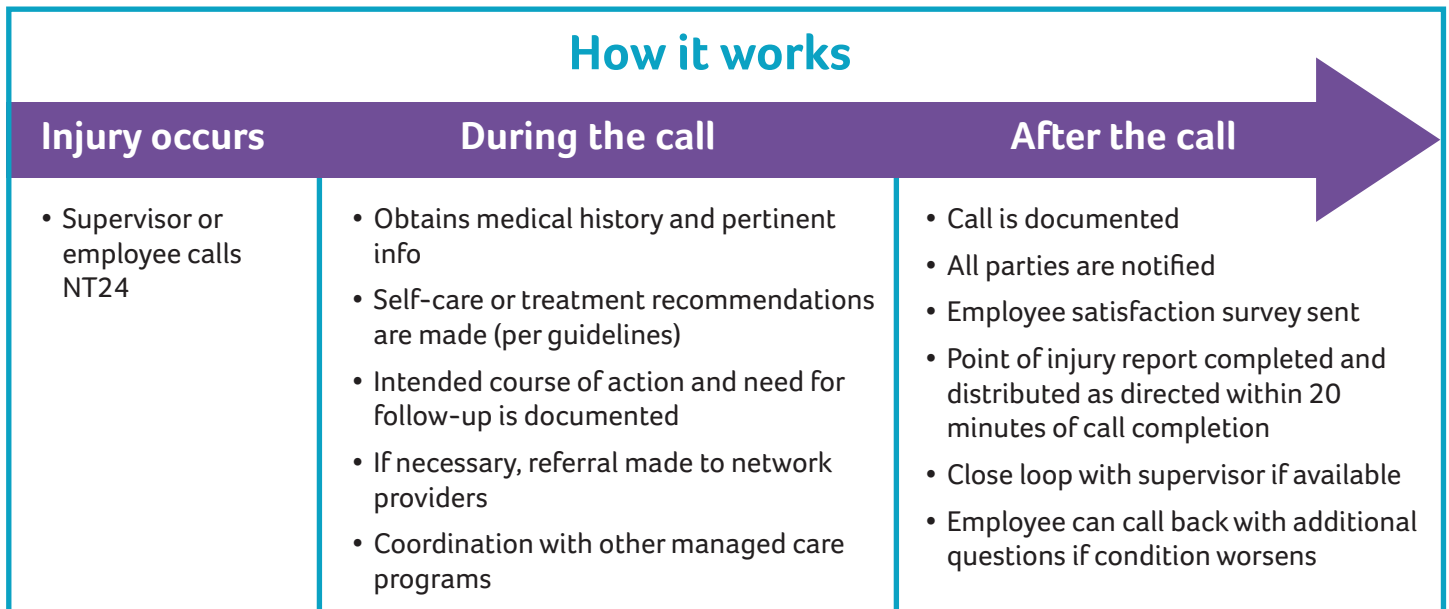 How it works
Injury occurs
During the call
After the call
• Supervisor or
employee calls
NT24
• Obtains medical history and pertinent
info
• Self-care or treatment recommendations
are made (per guidelines)
• Intended course of action and need for
follow-up is documented
• If necessary, referral made to network
providers
• Coordination with other managed care
programs
• Call is documented
• All parties are notified
• Employee satisfaction survey sent
• Point of injury report completed and
distributed as directed within 20
minutes of call completion
• Close loop with supervisor if available
• Employee can call back with additional
questions if condition worsens